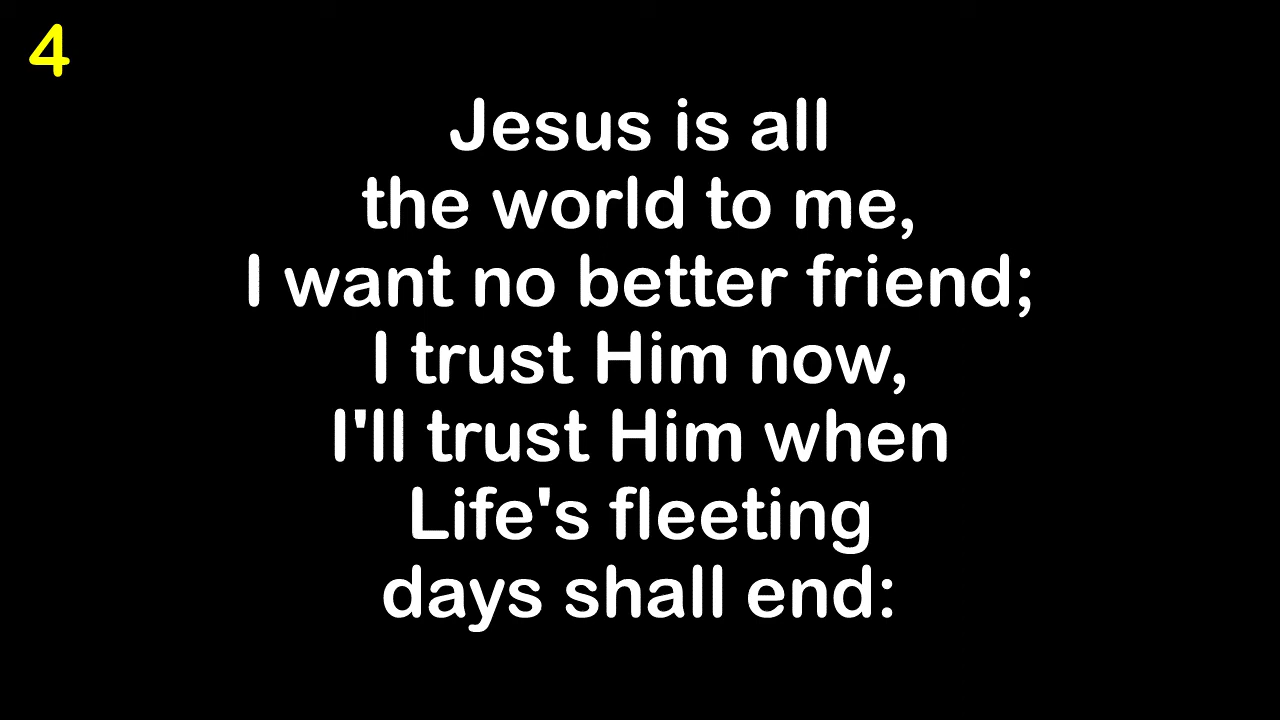 4
Jesus is all
the world to me,
I want no better friend;
I trust Him now,
I'll trust Him when
Life's fleeting
days shall end: